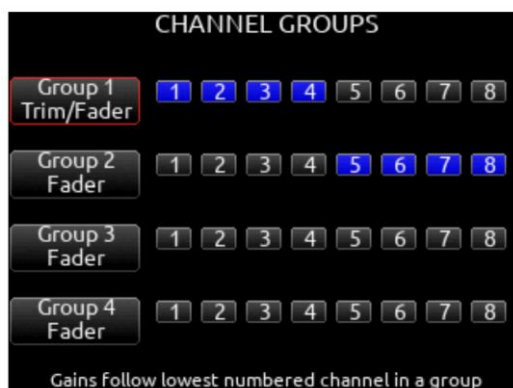 CHANNEL GROUPS
Group 1 1 2 3 4 5 6 7 8
Trim/Fader
Group 2 1 2 3 4 5 6 7 8
Fader
Group 3 1 2 3 4 5 6 7 8
Fader
Group 4 1 2 3 4 5 6 7 8
Fader
Gains follow lowest numbered channel in a group